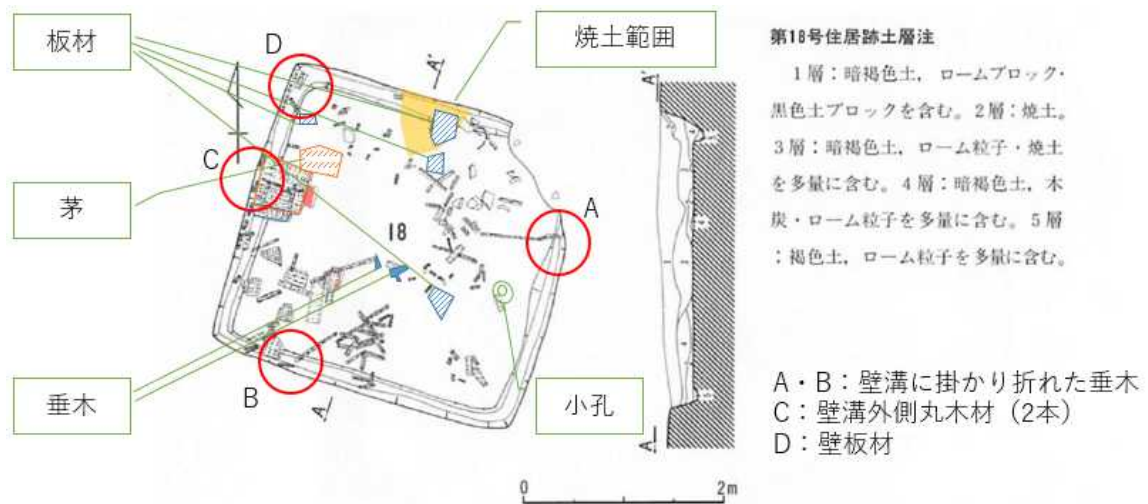 板材
D
焼土範囲
A'
C
茅
A
18
B
垂木
A
小孔
0
2m
A'
A
第18号住居跡土層注
1層：暗褐色土，ロームブロック・
黒色土ブロックを含む。2層：焼土。
3層：暗褐色土，ローム粒子・焼土
を多量に含む。4層：暗褐色土，木
炭・ローム粒子を多量に含む。5層
：褐色土，ローム粒子を多量に含む。
A・B：壁溝に掛かり折れた垂木
C：壁溝外側丸木材（2本）
D：壁板材